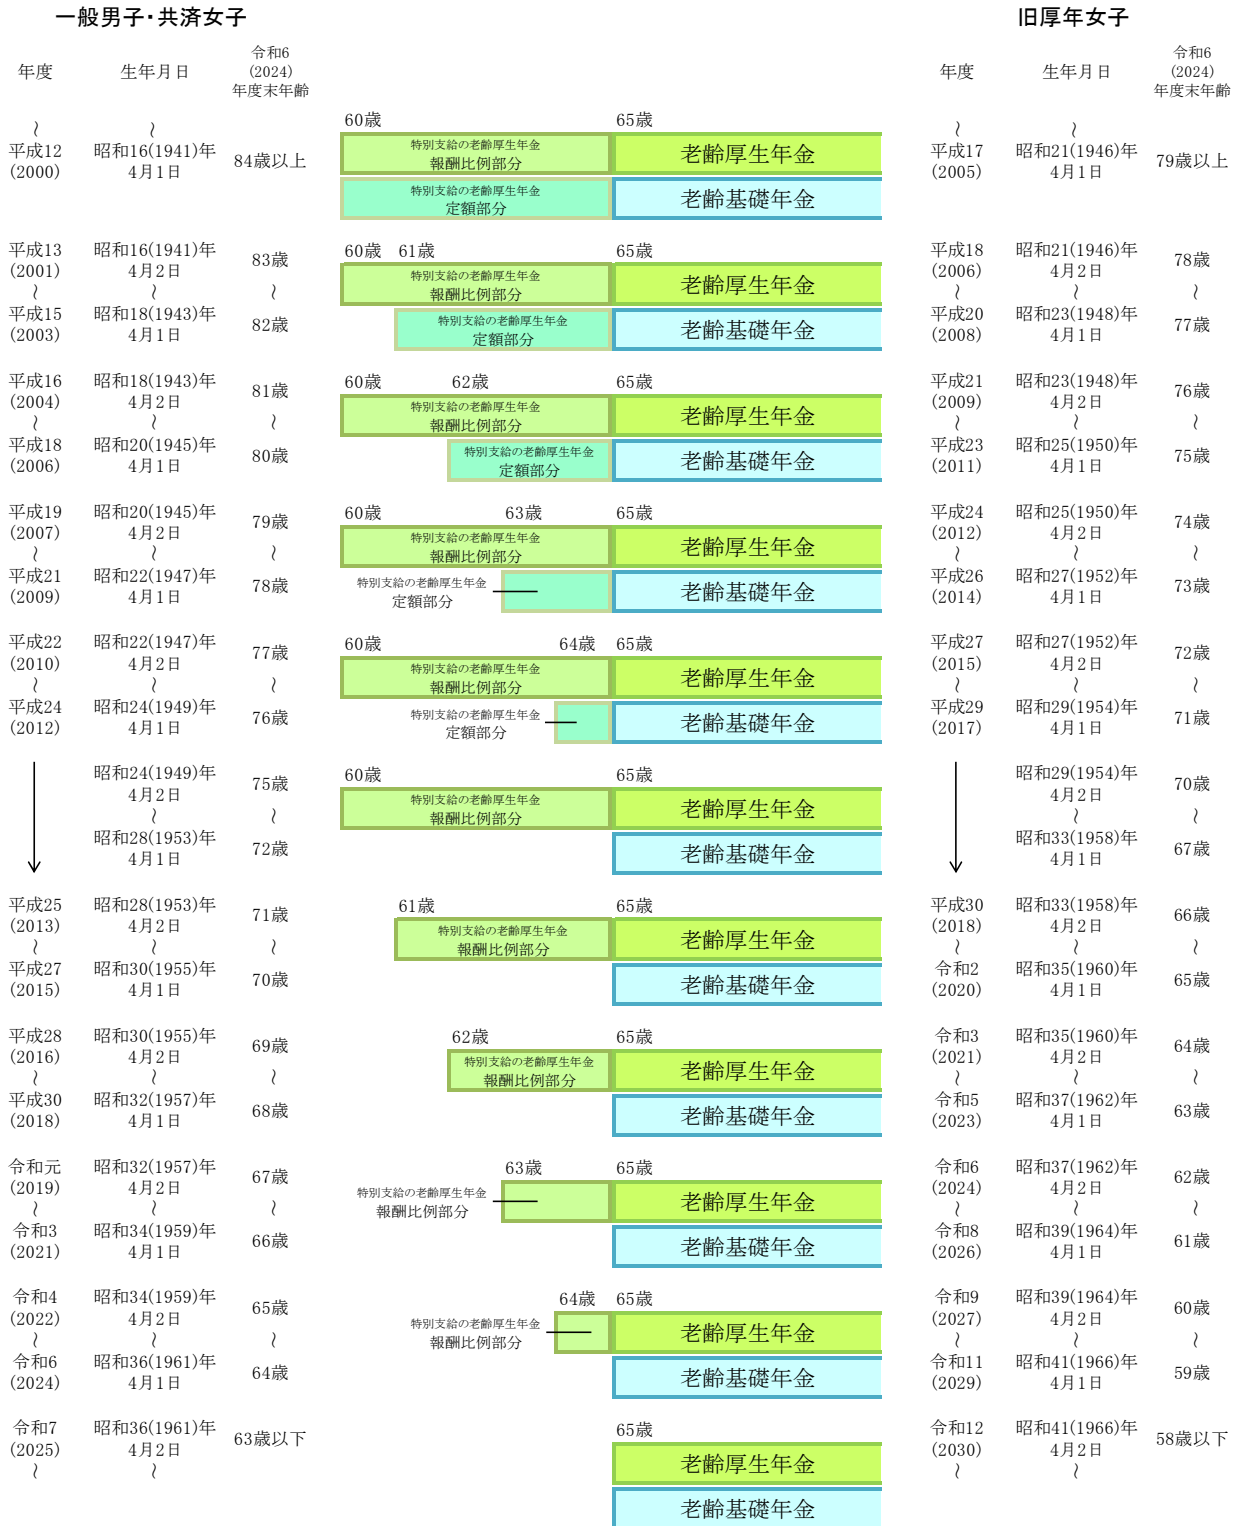 一般男子・共済女子
旧厚年女子
年度
生年月日
令和6
(2024)
年度末年齢
年度
生年月日
令和6
(2024)
年度末年齢
～
平成12
(2000)
～
昭和16(1941)年
4月1日
84歳以上
60歳
65歳
特別支給の老齢厚生年金
報酬比例部分
老齢厚生年金
特別支給の老齢厚生年金
定額部分
老齢基礎年金
～
平成17
(2005)
～
昭和21(1946)年
4月1日
79歳以上
平成13
(2001)
～
平成15
(2003)
昭和16(1941)年
4月2日
～
昭和18(1943)年
4月1日
83歳
～
82歳
60歳
61歳
65歳
特別支給の老齢厚生年金
報酬比例部分
老齢厚生年金
特別支給の老齢厚生年金
定額部分
老齢基礎年金
平成18
(2006)
～
平成20
(2008)
昭和21(1946)年
4月2日
～
昭和23(1948)年
4月1日
78歳
～
77歳
平成16
(2004)
～
平成18
(2006)
昭和18(1943)年
4月2日
～
昭和20(1945)年
4月1日
81歳
～
80歳
60歳
62歳
65歳
特別支給の老齢厚生年金
報酬比例部分
老齢厚生年金
特別支給の老齢厚生年金
定額部分
老齢基礎年金
平成21
(2009)
～
平成23
(2011)
昭和23(1948)年
4月2日
～
昭和25(1950)年
4月1日
76歳
～
75歳
平成19
(2007)
～
平成21
(2009)
昭和20(1945)年
4月2日
～
昭和22(1947)年
4月1日
79歳
～
78歳
60歳
63歳
65歳
特別支給の老齢厚生年金
報酬比例部分
老齢厚生年金
特別支給の老齢厚生年金
定額部分
老齢基礎年金
平成24
(2012)
～
平成26
(2014)
昭和25(1950)年
4月2日
～
昭和27(1952)年
4月1日
74歳
～
73歳
平成22
(2010)
～
平成24
(2012)
昭和22(1947)年
4月2日
～
昭和24(1949)年
4月1日
77歳
～
76歳
60歳
64歳
65歳
特別支給の老齢厚生年金
報酬比例部分
老齢厚生年金
特別支給の老齢厚生年金
定額部分
老齢基礎年金
平成27
(2015)
～
平成29
(2017)
昭和27(1952)年
4月2日
～
昭和29(1954)年
4月1日
72歳
～
71歳
昭和24(1949)年
4月2日
～
昭和28(1953)年
4月1日
75歳
～
72歳
60歳
65歳
特別支給の老齢厚生年金
報酬比例部分
老齢厚生年金
老齢基礎年金
昭和29(1954)年
4月2日
～
昭和33(1958)年
4月1日
70歳
～
67歳
平成25
(2013)
～
平成27
(2015)
昭和28(1953)年
4月2日
～
昭和30(1955)年
4月1日
71歳
～
70歳
61歳
65歳
特別支給の老齢厚生年金
報酬比例部分
老齢厚生年金
老齢基礎年金
平成30
(2018)
～
令和2
(2020)
昭和33(1958)年
4月2日
～
昭和35(1960)年
4月1日
66歳
～
65歳
平成28
(2016)
～
平成30
(2018)
昭和30(1955)年
4月2日
～
昭和32(1957)年
4月1日
69歳
～
68歳
62歳
65歳
特別支給の老齢厚生年金
報酬比例部分
老齢厚生年金
老齢基礎年金
令和3
(2021)
～
令和5
(2023)
昭和35(1960)年
4月2日
～
昭和37(1962)年
4月1日
64歳
～
63歳
令和元
(2019)
～
令和3
(2021)
昭和32(1957)年
4月2日
～
昭和34(1959)年
4月1日
67歳
～
66歳
63歳
65歳
特別支給の老齢厚生年金
報酬比例部分
老齢厚生年金
老齢基礎年金
令和6
(2024)
～
令和8
(2026)
昭和37(1962)年
4月2日
～
昭和39(1964)年
4月1日
62歳
～
61歳
令和4
(2022)
～
令和6
(2024)
昭和34(1959)年
4月2日
～
昭和36(1961)年
4月1日
65歳
～
64歳
64歳
65歳
特別支給の老齢厚生年金
報酬比例部分
老齢厚生年金
老齢基礎年金
令和9
(2027)
～
令和11
(2029)
昭和39(1964)年
4月2日
～
昭和41(1966)年
4月1日
60歳
～
59歳
令和7
(2025)
～
昭和36(1961)年
4月2日
～
63歳以下
65歳
老齢厚生年金
老齢基礎年金
令和12
(2030)
～
昭和41(1966)年
4月2日
～
58歳以下